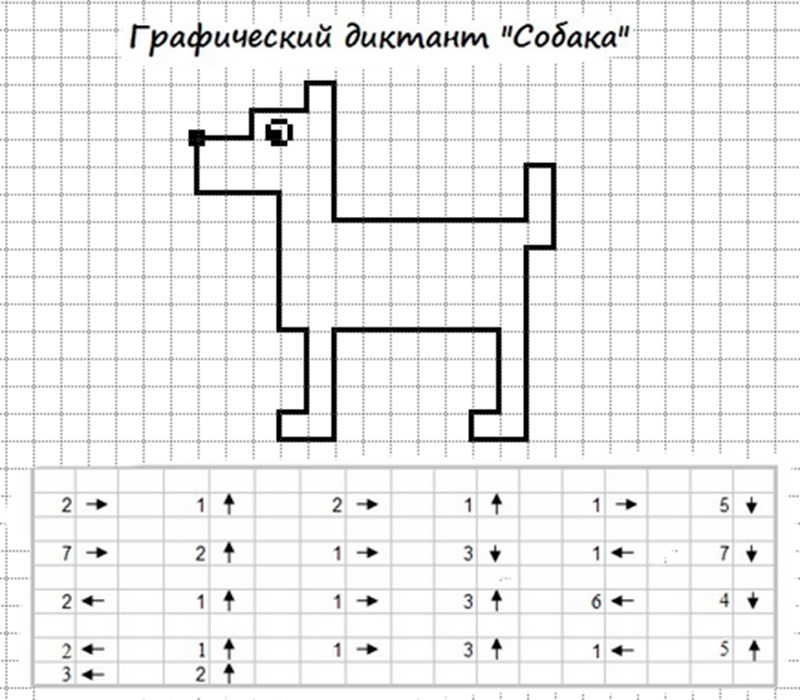 Графический диктант "Собака"
2 → 1 ↑ 2 → 1 ↑ 1 → 5 ↓
7 → 2 ↑ 1 → 3 ↓ 1 ← 7 ↓
2 ← 1 ↑ 1 → 3 ↑ 6 ← 4 ↓
2 ← 1 ↑ 1 → 3 ↑ 1 ← 5 ↑
3 ← 2 ↑